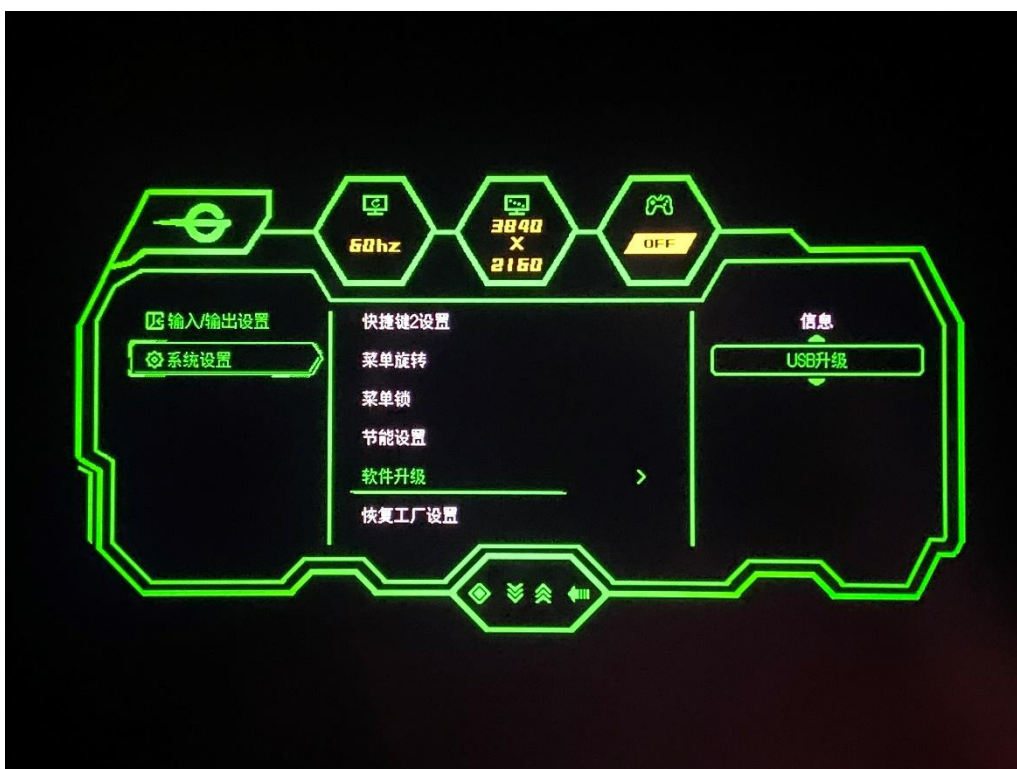 60hz
3840
X
2160
OFF
输入/输出设置
系统设置
快捷键2设置
菜单旋转
菜单锁
节能设置
软件升级
恢复工厂设置
信息
USB升级